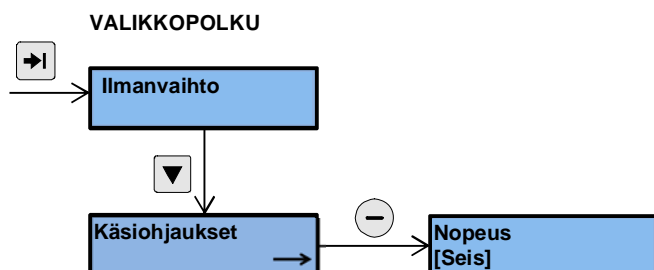 VALIKKOPOLKU
Ilmanvaihto
Käsiohjaukset
Nopeus
[Seis]